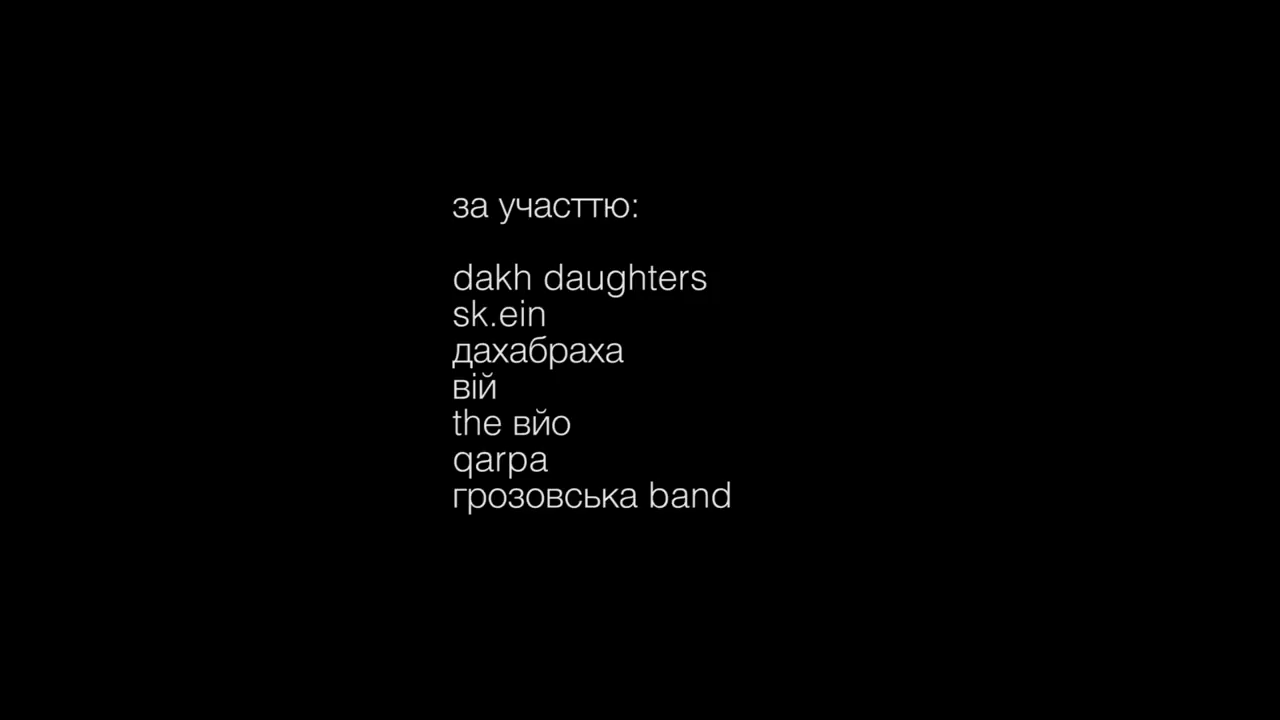 за участтю:
dakh daughters
sk.ein
дахабраха
вій
the вйо
qarpa
грозовська band